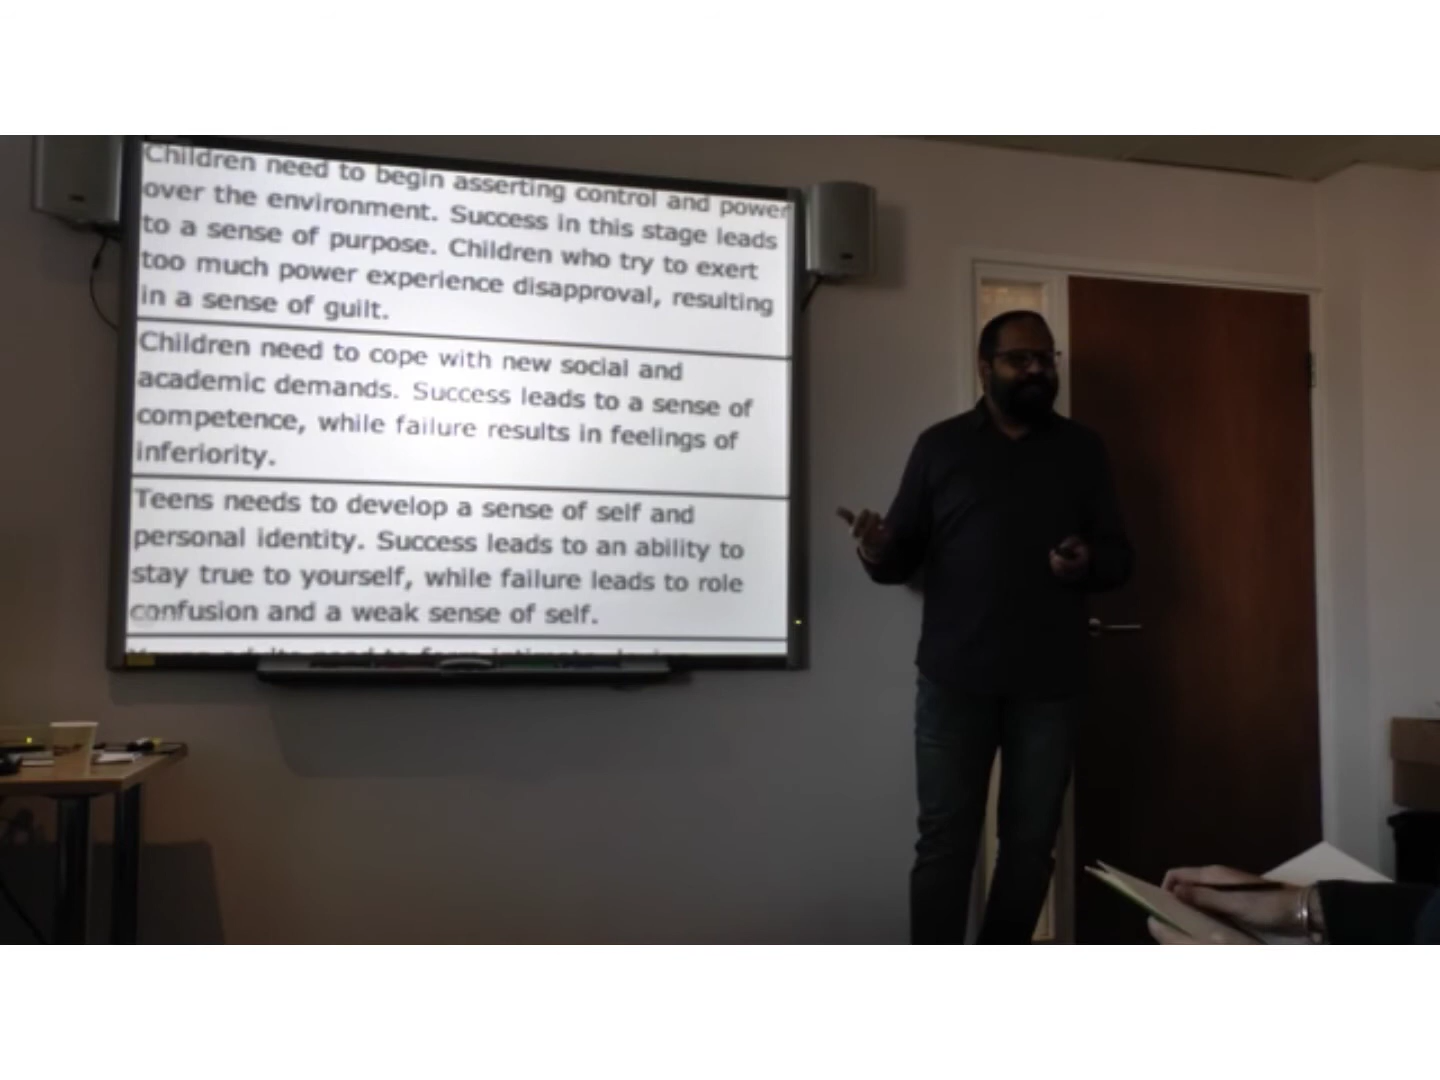 Children need to begin asserting control and power
over the environment. Success in this stage leads
to a sense of purpose. Children who try to exert
too much power experience disapproval, resulting
in a sense of guilt.
Children need to cope with new social and
academic demands. Success leads to a sense of
competence, while failure results in feelings of
inferiority.
Teens needs to develop a sense of self and
personal identity. Success leads to an ability to
stay true to yourself, while failure leads to role
confusion and a weak sense of self.